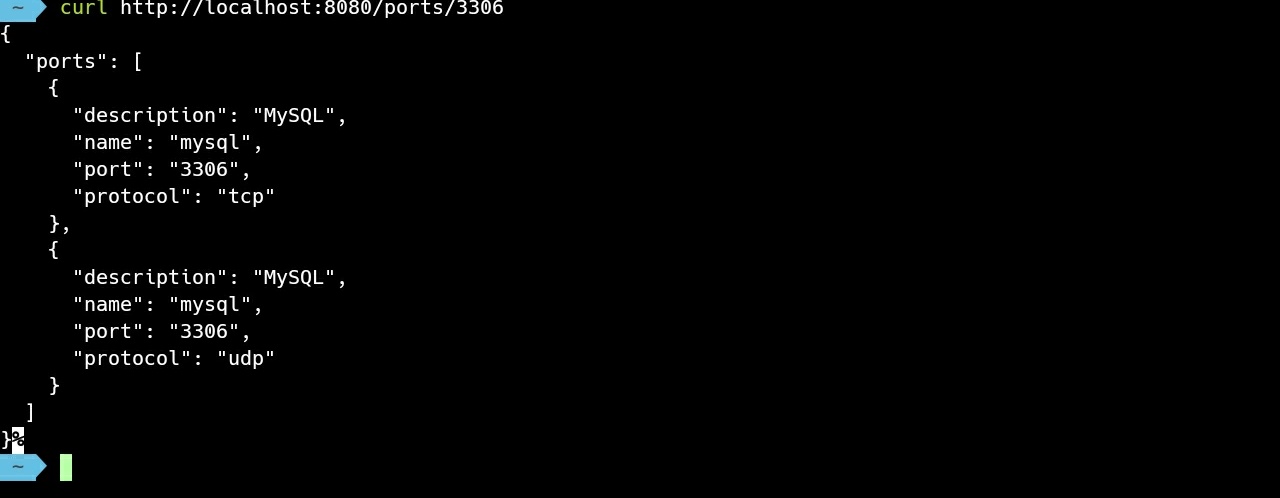 ~ curl http://localhost:8080/ports/3306
{
  "ports": [
    {
      "description": "MySQL",
      "name": "mysql",
      "port": "3306",
      "protocol": "tcp"
    },
    {
      "description": "MySQL",
      "name": "mysql",
      "port": "3306",
      "protocol": "udp"
    }
  ]
}%
~